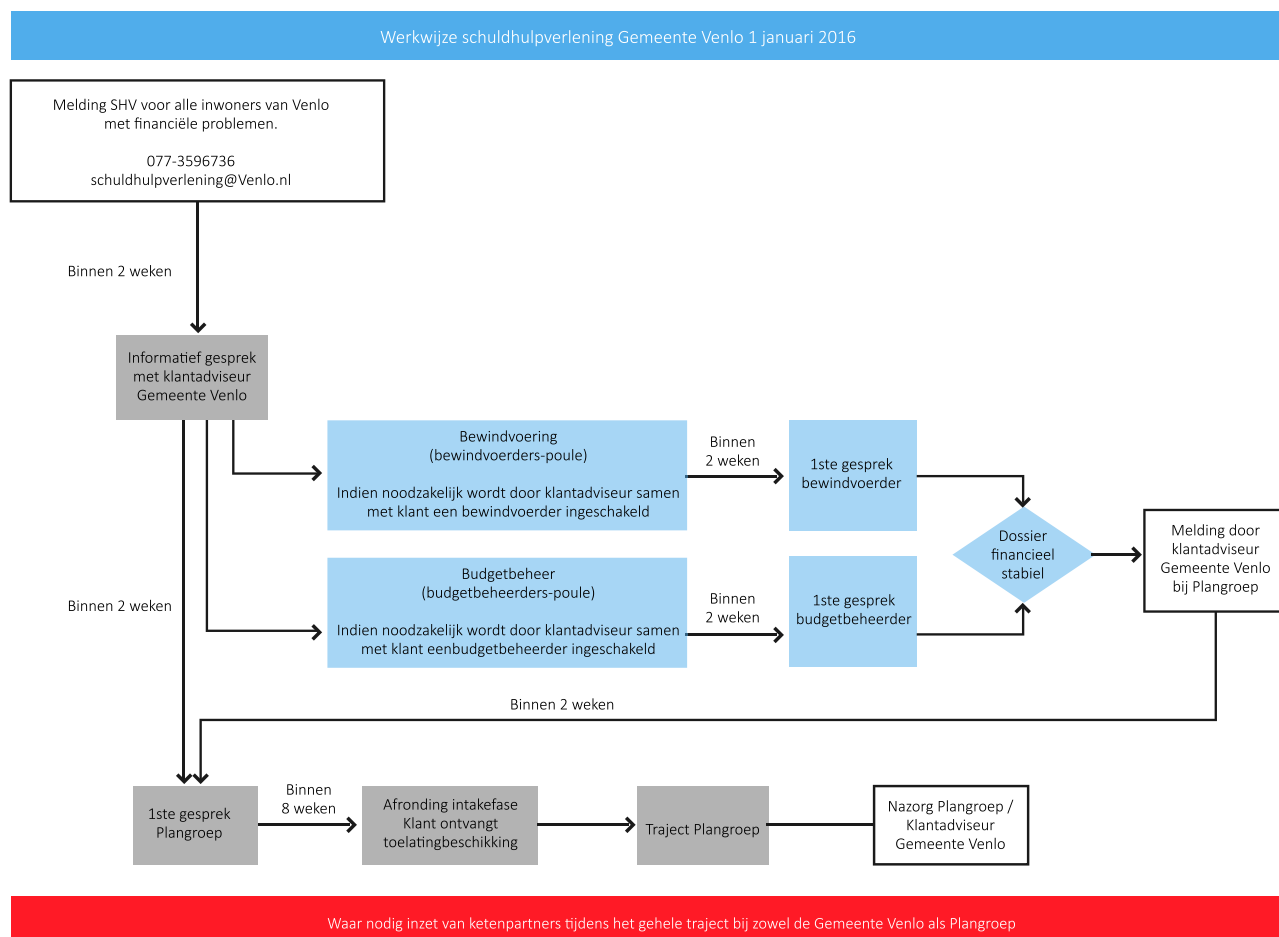 Werkwijze schuldhulpverlening Gemeente Venlo 1 januari 2016
Melding SHV voor alle inwoners van Venlo
met financiële problemen.
077-3596736
schuldhulpverlening@Venlo.nl
Binnen 2 weken
Informatief gesprek
met klantadviseur
Gemeente Venlo
Bewindvoering
(bewindvoerders-poule)
Indien noodzakelijk wordt door klantadviseur samen
met klant een bewindvoerder ingeschakeld
Binnen
2 weken
1ste gesprek
bewindvoerder
Dossier
financieel
stabiel
Melding door
klantadviseur
Gemeente Venlo
bij Plangroep
Binnen 2 weken
Budgetbeheer
(budgetbeheerders-poule)
Indien noodzakelijk wordt door klantadviseur samen
met klant eenbudgetbeheerder ingeschakeld
Binnen
2 weken
1ste gesprek
budgetbeheerder
Binnen 2 weken
1ste gesprek
Plangroep
Binnen
8 weken
Afronding intakefase
Klant ontvangt
toelatingbeschikking
Traject Plangroep
Nazorg Plangroep /
Klantadviseur
Gemeente Venlo
Waar nodig inzet van ketenpartners tijdens het gehele traject bij zowel de Gemeente Venlo als Plangroep